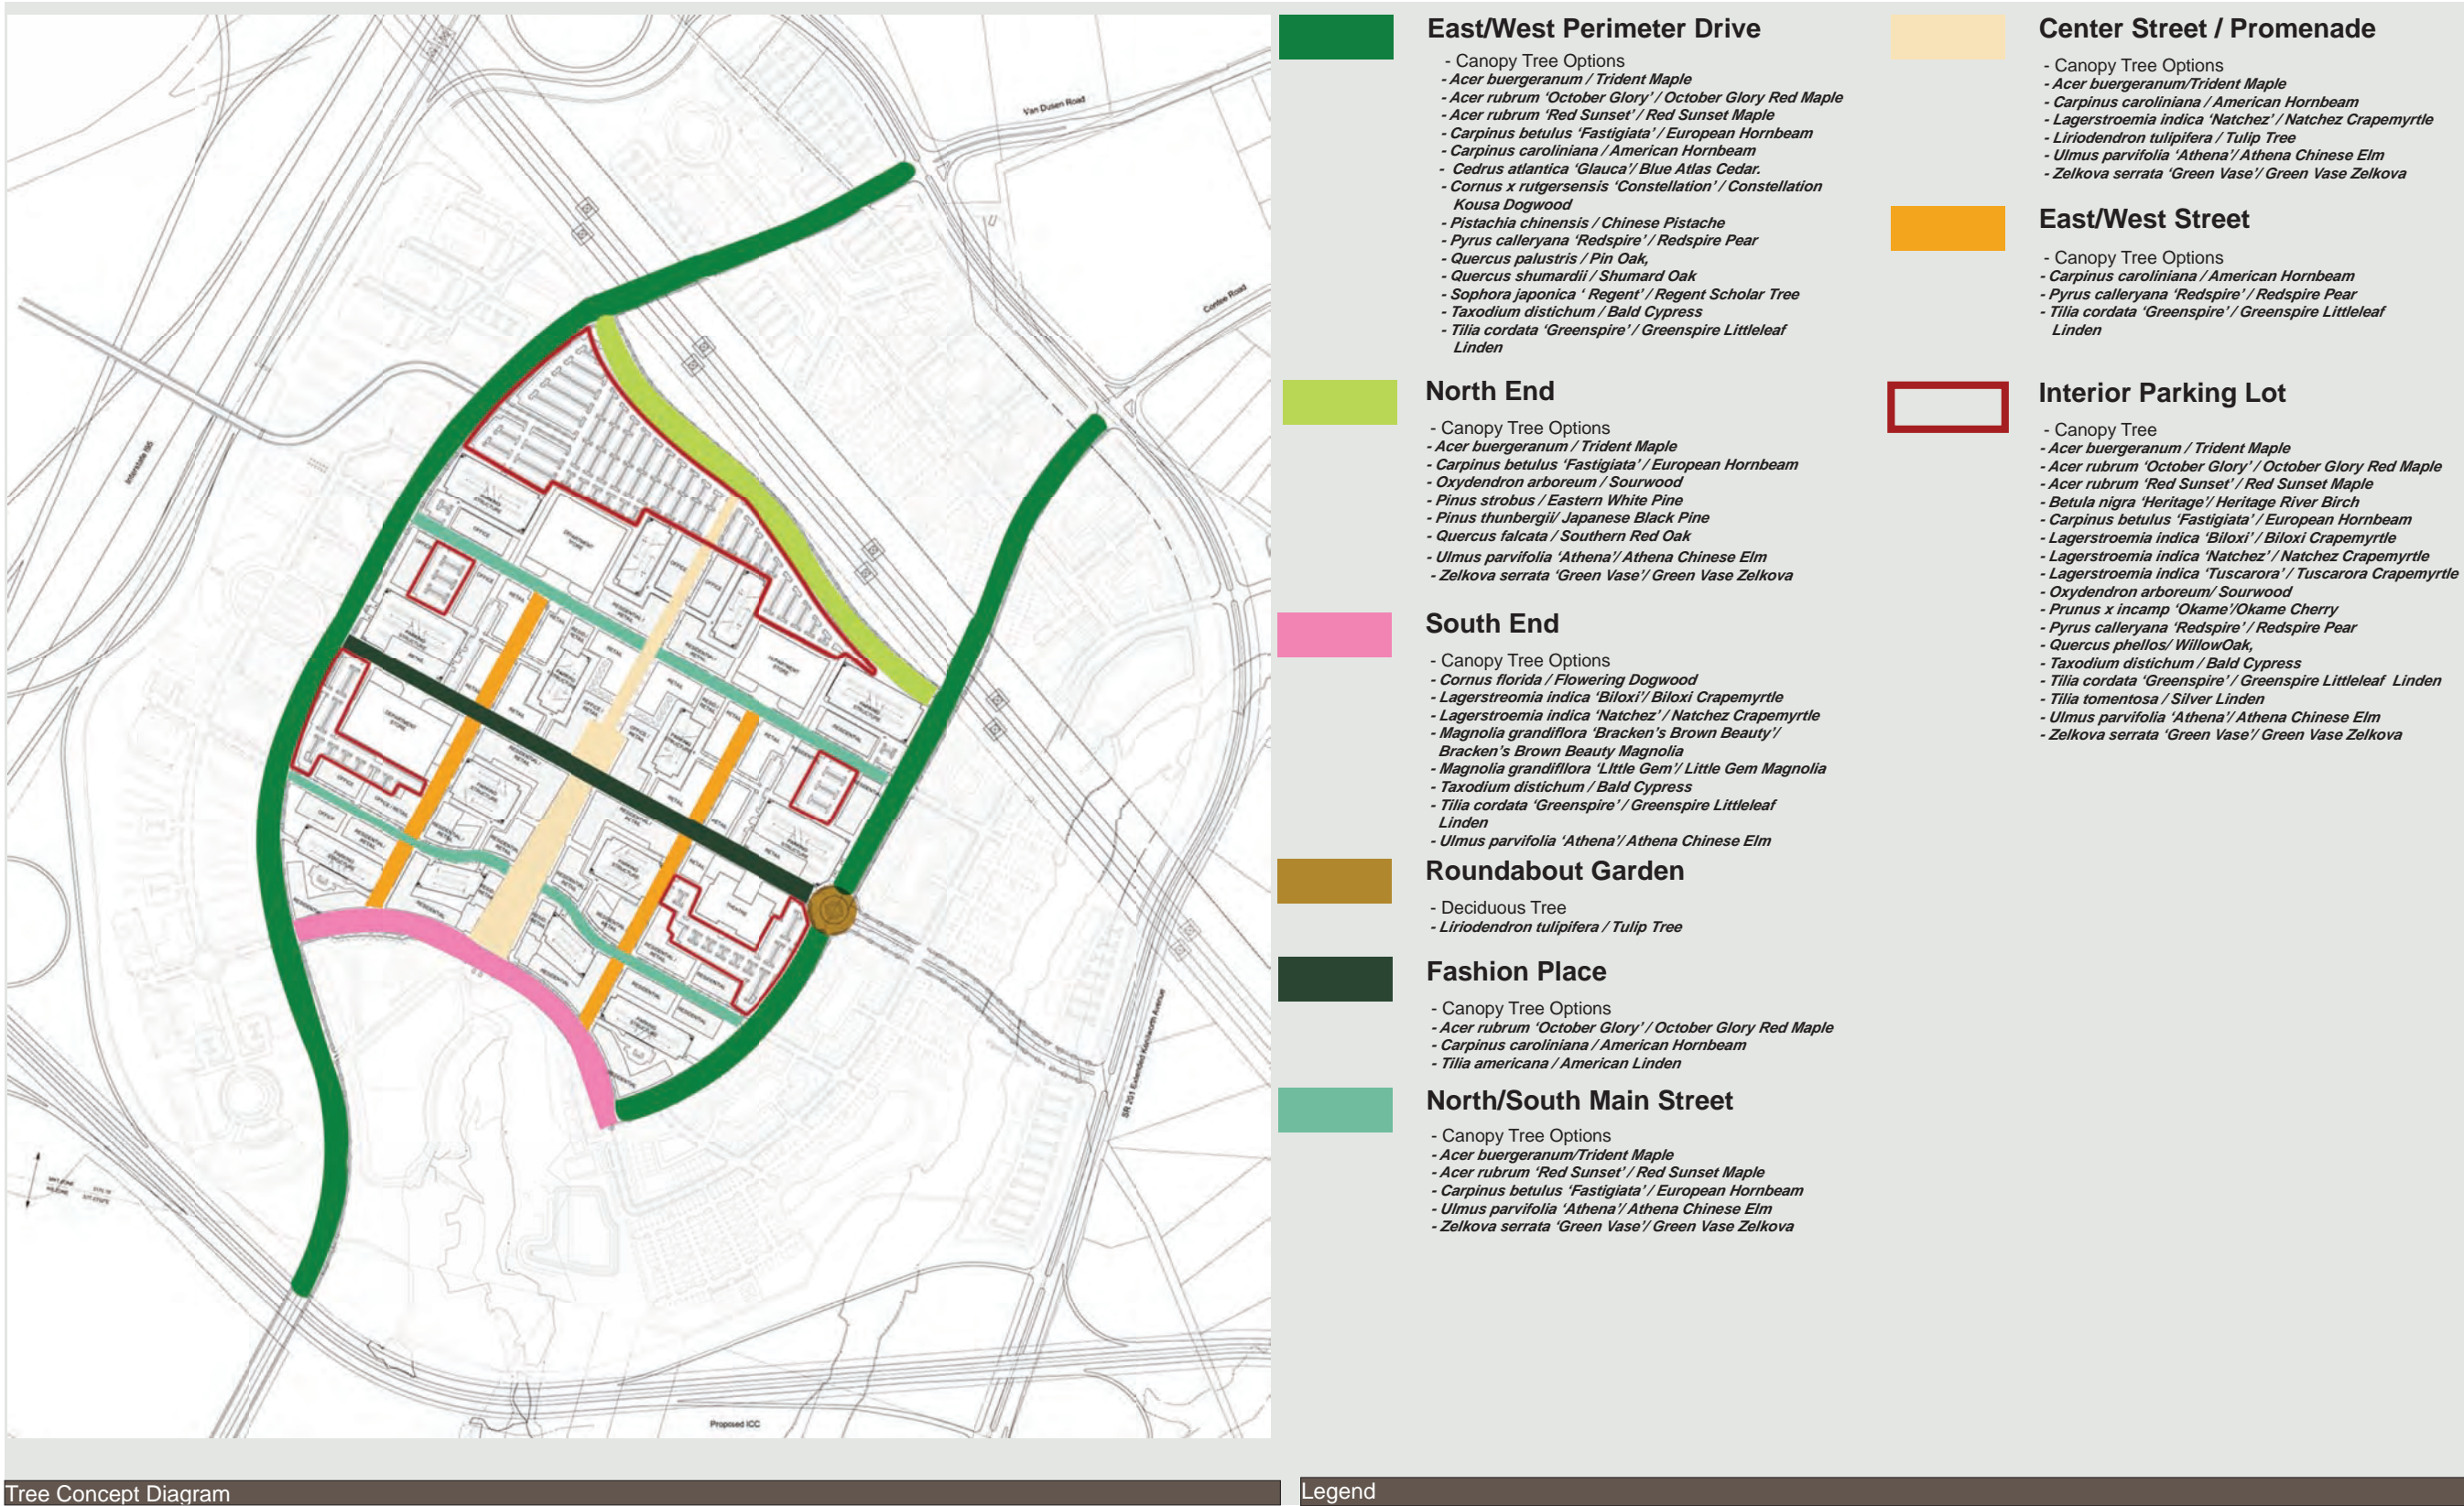 Van Dusen Road
Contee Road
Interstate I95
SR 201 Extended Kenilworth Avenue
Proposed ICC
PARKING STRUCTURE
OFFICE
DEPARTMENT STORE
RETAIL
RESIDENTIAL / RETAIL
OFFICE / RETAIL
RESIDENTIAL
THEATRE
Tree Concept Diagram
East/West Perimeter Drive
- Canopy Tree Options
- Acer buergeranum / Trident Maple
- Acer rubrum ‘October Glory’ / October Glory Red Maple
- Acer rubrum ‘Red Sunset’ / Red Sunset Maple
- Carpinus betulus ‘Fastigiata’ / European Hornbeam
- Carpinus caroliniana / American Hornbeam
- Cedrus atlantica ‘Glauca’/ Blue Atlas Cedar.
- Cornus x rutgersensis ‘Constellation’ / Constellation
Kousa Dogwood
- Pistachia chinensis / Chinese Pistache
- Pyrus calleryana ‘Redspire’ / Redspire Pear
- Quercus palustris / Pin Oak,
- Quercus shumardii / Shumard Oak
- Sophora japonica ‘ Regent’ / Regent Scholar Tree
- Taxodium distichum / Bald Cypress
- Tilia cordata ‘Greenspire’ / Greenspire Littleleaf
Linden
North End
- Canopy Tree Options
- Acer buergeranum / Trident Maple
- Carpinus betulus ‘Fastigiata’ / European Hornbeam
- Oxydendron arboreum / Sourwood
- Pinus strobus / Eastern White Pine
- Pinus thunbergii/ Japanese Black Pine
- Quercus falcata / Southern Red Oak
- Ulmus parvifolia ‘Athena’/ Athena Chinese Elm
- Zelkova serrata ‘Green Vase’/ Green Vase Zelkova
South End
- Canopy Tree Options
- Cornus florida / Flowering Dogwood
- Lagerstreomia indica ‘Biloxi’/ Biloxi Crapemyrtle
- Lagerstroemia indica ‘Natchez’ / Natchez Crapemyrtle
- Magnolia grandiflora ‘Bracken’s Brown Beauty’/
Bracken’s Brown Beauty Magnolia
- Magnolia grandifllora ‘LIttle Gem’/ Little Gem Magnolia
- Taxodium distichum / Bald Cypress
- Tilia cordata ‘Greenspire’ / Greenspire Littleleaf
Linden
- Ulmus parvifolia ‘Athena’/ Athena Chinese Elm
Roundabout Garden
- Deciduous Tree
- Liriodendron tulipifera / Tulip Tree
Fashion Place
- Canopy Tree Options
- Acer rubrum ‘October Glory’ / October Glory Red Maple
- Carpinus caroliniana / American Hornbeam
- Tilia americana / American Linden
North/South Main Street
- Canopy Tree Options
- Acer buergeranum/Trident Maple
- Acer rubrum ‘Red Sunset’ / Red Sunset Maple
- Carpinus betulus ‘Fastigiata’ / European Hornbeam
- Ulmus parvifolia ‘Athena’/ Athena Chinese Elm
- Zelkova serrata ‘Green Vase’/ Green Vase Zelkova
Center Street / Promenade
- Canopy Tree Options
- Acer buergeranum/Trident Maple
- Carpinus caroliniana / American Hornbeam
- Lagerstroemia indica ‘Natchez’ / Natchez Crapemyrtle
- Liriodendron tulipifera / Tulip Tree
- Ulmus parvifolia ‘Athena’/ Athena Chinese Elm
- Zelkova serrata ‘Green Vase’/ Green Vase Zelkova
East/West Street
- Canopy Tree Options
- Carpinus caroliniana / American Hornbeam
- Pyrus calleryana ‘Redspire’ / Redspire Pear
- Tilia cordata ‘Greenspire’ / Greenspire Littleleaf
Linden
Interior Parking Lot
- Canopy Tree
- Acer buergeranum / Trident Maple
- Acer rubrum ‘October Glory’ / October Glory Red Maple
- Acer rubrum ‘Red Sunset’ / Red Sunset Maple
- Betula nigra ‘Heritage’/ Heritage River Birch
- Carpinus betulus ‘Fastigiata’ / European Hornbeam
- Lagerstroemia indica ‘Biloxi’ / Biloxi Crapemyrtle
- Lagerstroemia indica ‘Natchez’ / Natchez Crapemyrtle
- Lagerstroemia indica ‘Tuscarora’ / Tuscarora Crapemyrtle
- Oxydendron arboreum/ Sourwood
- Prunus x incamp ‘Okame’/Okame Cherry
- Pyrus calleryana ‘Redspire’ / Redspire Pear
- Quercus phellos/ WillowOak,
- Taxodium distichum / Bald Cypress
- Tilia cordata ‘Greenspire’ / Greenspire Littleleaf Linden
- Tilia tomentosa / Silver Linden
- Ulmus parvifolia ‘Athena’/ Athena Chinese Elm
- Zelkova serrata ‘Green Vase’/ Green Vase Zelkova
Legend